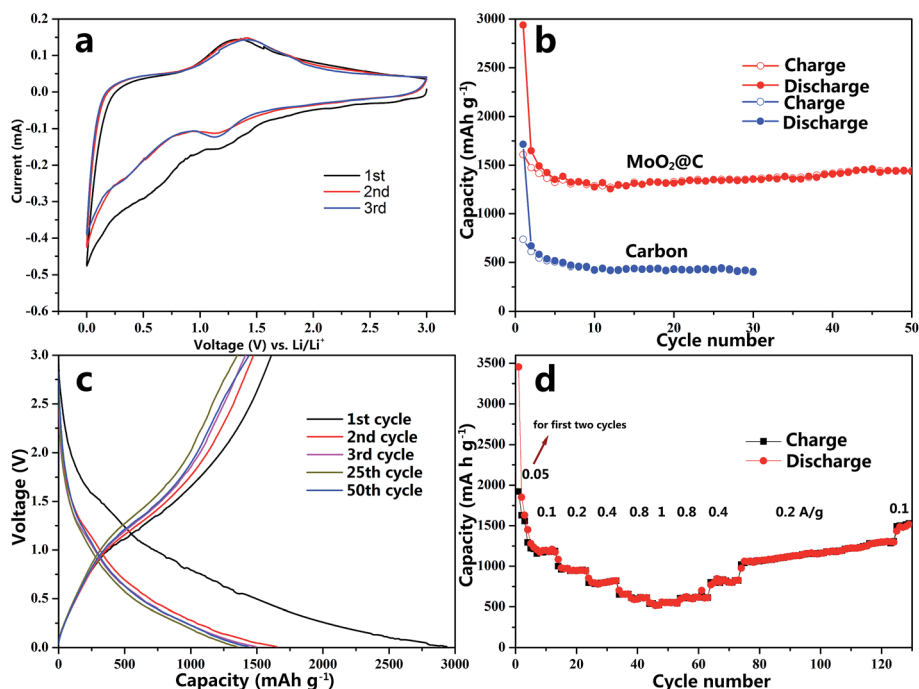 a
0.2
0.1
0.0
-0.1
-0.2
-0.3
-0.4
-0.5
-0.6
Current (mA)
1st
2nd
3rd
0.0 0.5 1.0 1.5 2.0 2.5 3.0
Voltage (V) vs. Li/Li⁺
b
3000
2500
2000
1500
1000
500
0
Capacity (mAh g⁻¹)
Charge
Discharge
Charge
Discharge
MoO₂@C
Carbon
0 10 20 30 40 50
Cycle number
c
3.0
2.5
2.0
1.5
1.0
0.5
0.0
Voltage (V)
1st cycle
2nd cycle
3rd cycle
25th cycle
50th cycle
0 500 1000 1500 2000 2500 3000
Capacity (mAh g⁻¹)
d
3500
3000
2500
2000
1500
1000
500
0
Capacity (mA h g⁻¹)
for first two cycles
Charge
Discharge
0.05
0.1 0.2 0.4 0.8 1 0.8 0.4 0.2 A/g 0.1
0 20 40 60 80 100 120
Cycle number